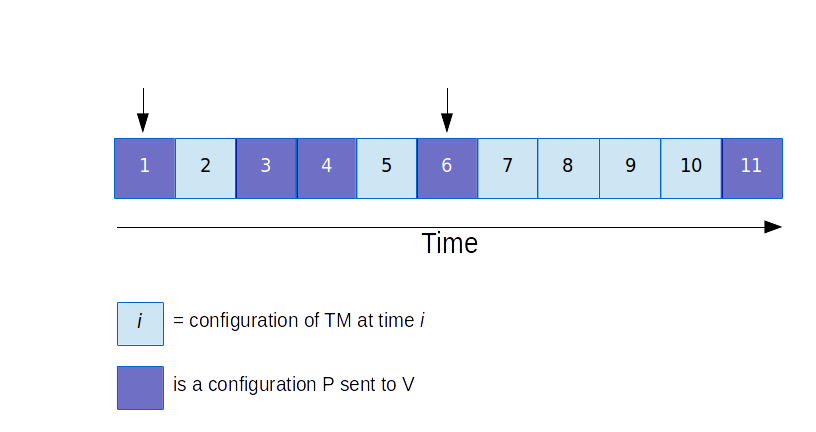 1 2 3 4 5 6 7 8 9 10 11
Time
i = configuration of TM at time i
is a configuration P sent to V